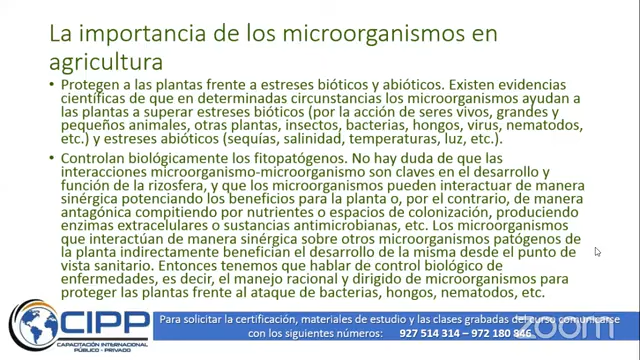 La importancia de los microorganismos en
agricultura
• Protegen a las plantas frente a estreses bióticos y abióticos. Existen evidencias
científicas de que en determinadas circunstancias los microorganismos ayudan a
las plantas a superar estreses bióticos (por la acción de seres vivos, grandes y
pequeños animales, otras plantas, insectos, bacterias, hongos, virus, nematodos,
etc.) y estreses abióticos (sequías, salinidad, temperaturas, luz, etc.).
• Controlan biológicamente los fitopatógenos. No hay duda de que las
interacciones microorganismo-microorganismo son claves en el desarrollo y
función de la rizosfera, y que los microorganismos pueden interactuar de manera
sinérgica potenciando los beneficios para la planta o, por el contrario, de manera
antagónica compitiendo por nutrientes o espacios de colonización, produciendo
enzimas extracelulares o sustancias antimicrobianas, etc. Los microorganismos
que interactúan de manera sinérgica sobre otros microorganismos patógenos de
la planta indirectamente benefician el desarrollo de la misma desde el punto de
vista sanitario. Entonces tenemos que hablar de control biológico de
enfermedades, es decir, el manejo racional y dirigido de microorganismos para
proteger las plantas frente al ataque de bacterias, hongos, nematodos, etc.
CIPP
CAPACITACIÓN INTERNACIONAL
PÚBLICO - PRIVADO
Para solicitar la certificación, materiales de estudio y las clases grabadas del curso comunicarse
con los siguientes números: 927 514 314 – 972 180 846
zoom